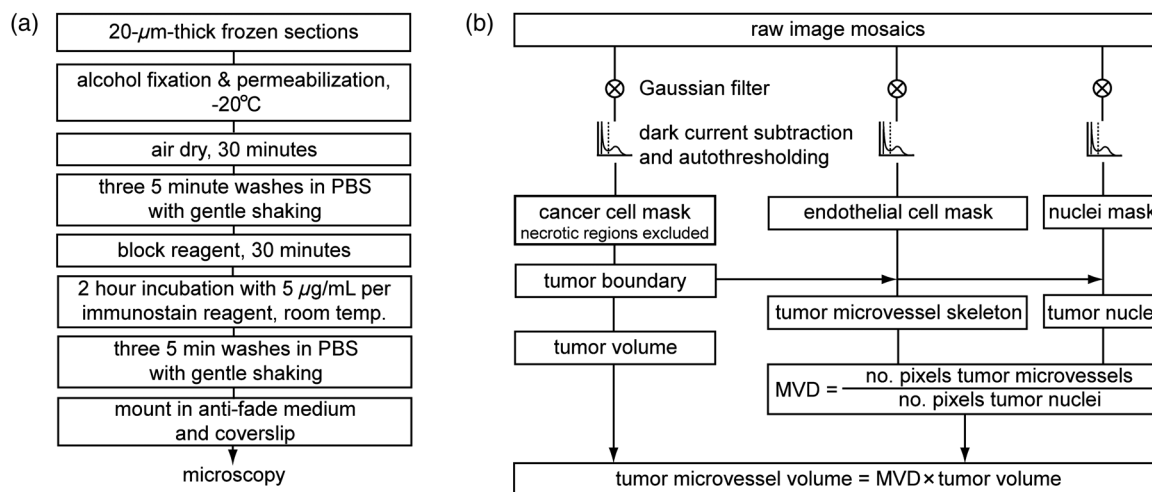 (a)
20-μm-thick frozen sections
alcohol fixation & permeabilization,
-20°C
air dry, 30 minutes
three 5 minute washes in PBS
with gentle shaking
block reagent, 30 minutes
2 hour incubation with 5 μg/mL per
immunostain reagent, room temp.
three 5 min washes in PBS
with gentle shaking
mount in anti-fade medium
and coverslip
microscopy
(b)
raw image mosaics
Gaussian filter
dark current subtraction
and autothresholding
cancer cell mask
necrotic regions excluded
endothelial cell mask
nuclei mask
tumor boundary
tumor microvessel skeleton
tumor nucle
tumor volume
MVD = no. pixels tumor microvessels
no. pixels tumor nuclei
tumor microvessel volume = MVD × tumor volume